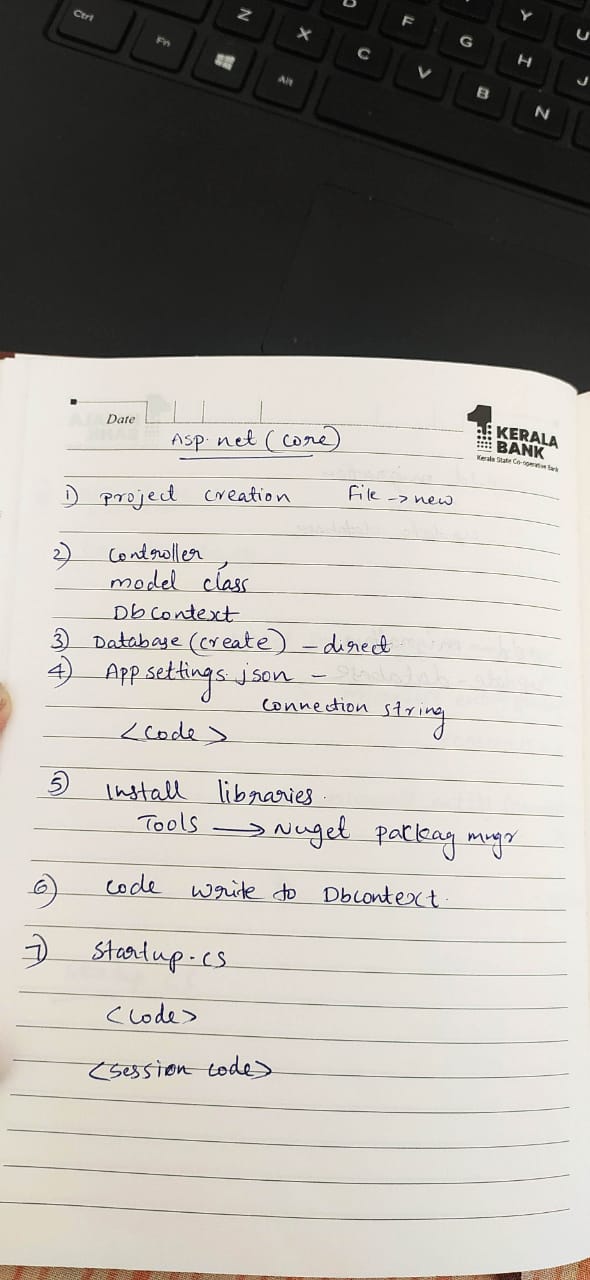 Ctrl
Fn
Alt
Z
X
C
D
F
V
G
B
Y
H
N
U
J
Date
KERALA
BANK
Kerala State Co-operative Bank
Asp.net (core)
1) project creation File -> new
2) Controller,
model class
Db context
3) Database (create) - direct
4) App settings.json -
connection string
<code>
5) Install libraries.
Tools → Nuget packag mngr
6) code write to Dbcontext.
7) Startup.cs
<code>
<session code>